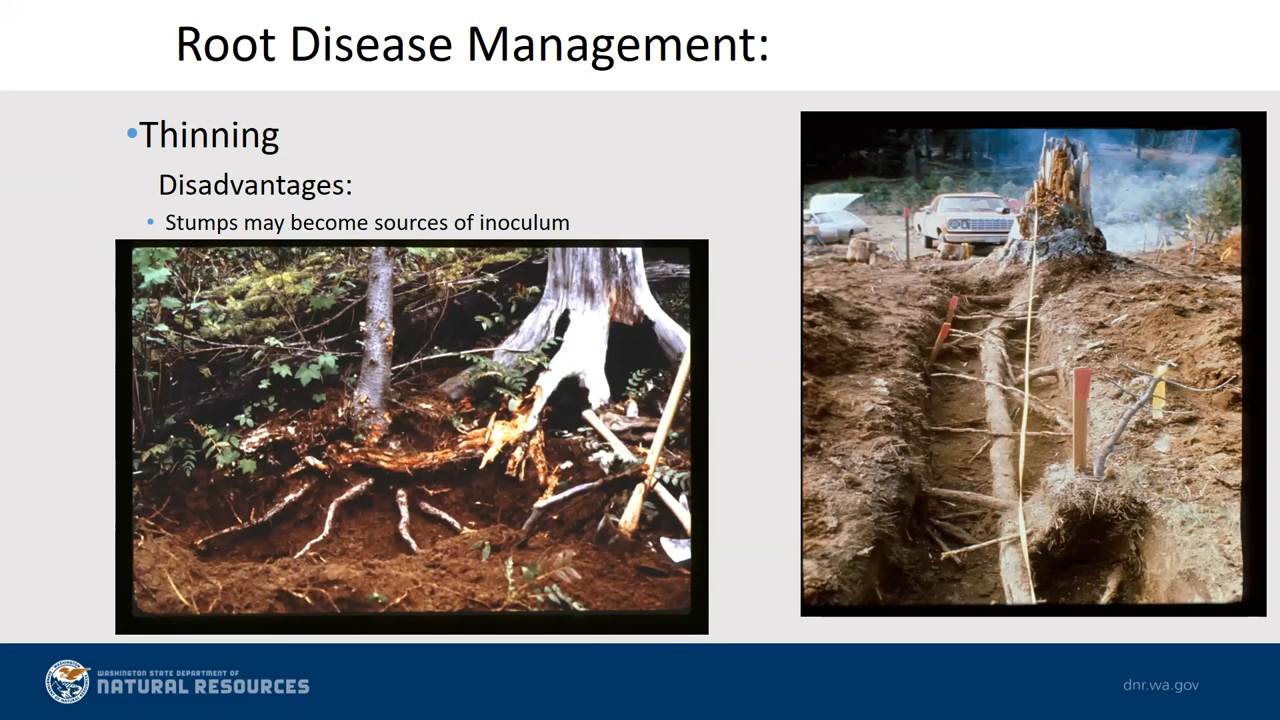 Root Disease Management:
•Thinning
Disadvantages:
• Stumps may become sources of inoculum
WASHINGTON STATE DEPARTMENT OF
NATURAL RESOURCES
dnr.wa.gov